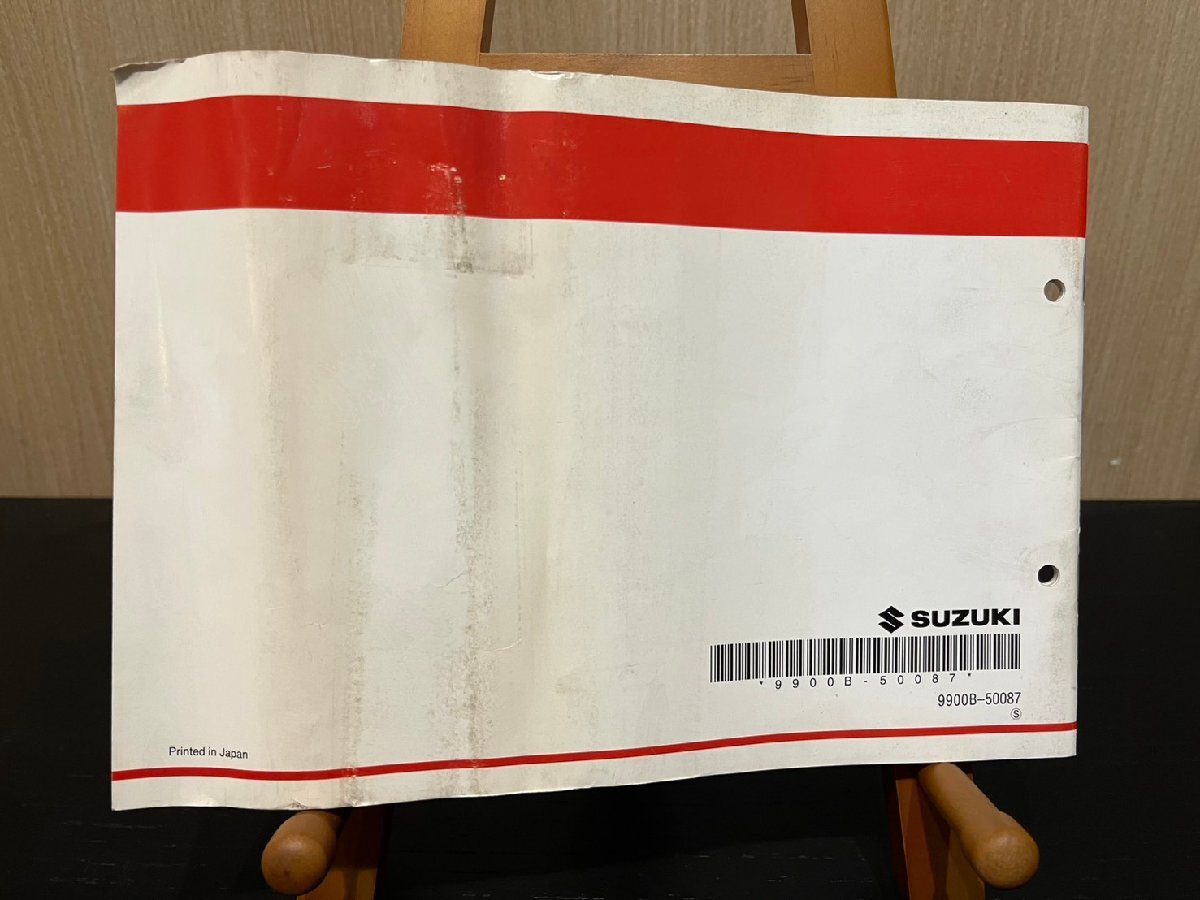 SUZUKI
*9900B-50087*
9900B-50087
Ⓢ
Printed in Japan